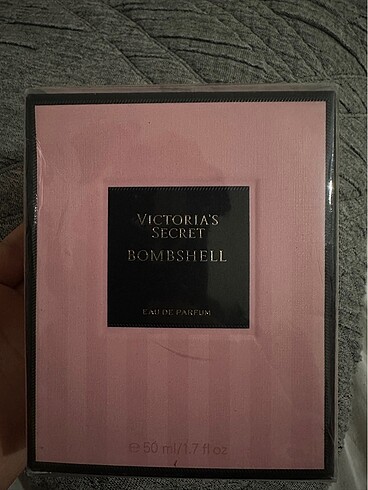 VICTORIA'S
SECRET
BOMBSHELL
EAU DE PARFUM
℮ 50 ml/1.7 fl oz